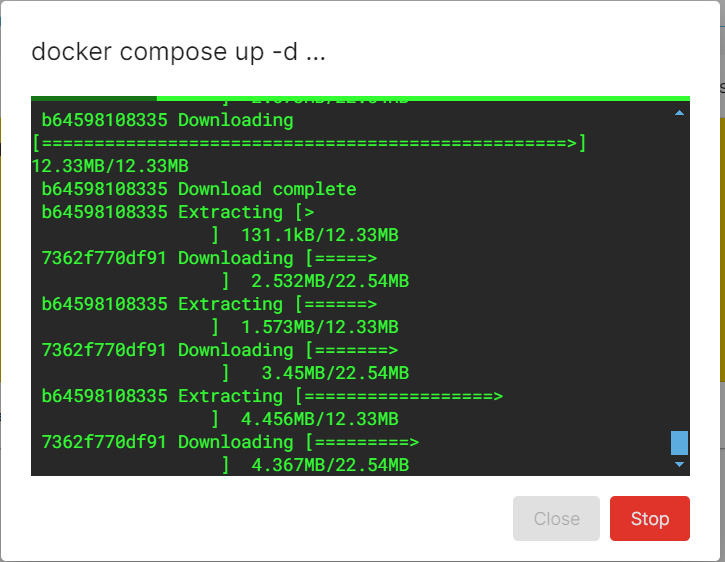 docker compose up -d ...
b64598108335 Downloading
[==================================================>]
12.33MB/12.33MB
b64598108335 Download complete
b64598108335 Extracting [>
] 131.1kB/12.33MB
7362f770df91 Downloading [=====>
] 2.532MB/22.54MB
b64598108335 Extracting [======>
] 1.573MB/12.33MB
7362f770df91 Downloading [=======>
] 3.45MB/22.54MB
b64598108335 Extracting [==================>
] 4.456MB/12.33MB
7362f770df91 Downloading [=========>
] 4.367MB/22.54MB
Close
Stop